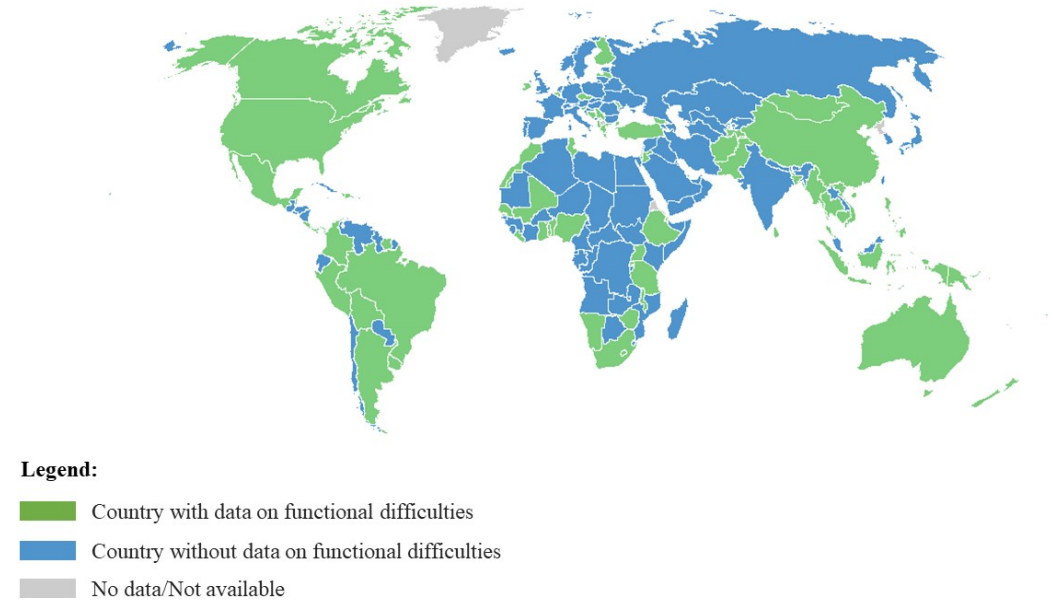 Legend:
Country with data on functional difficulties
Country without data on functional difficulties
No data/Not available